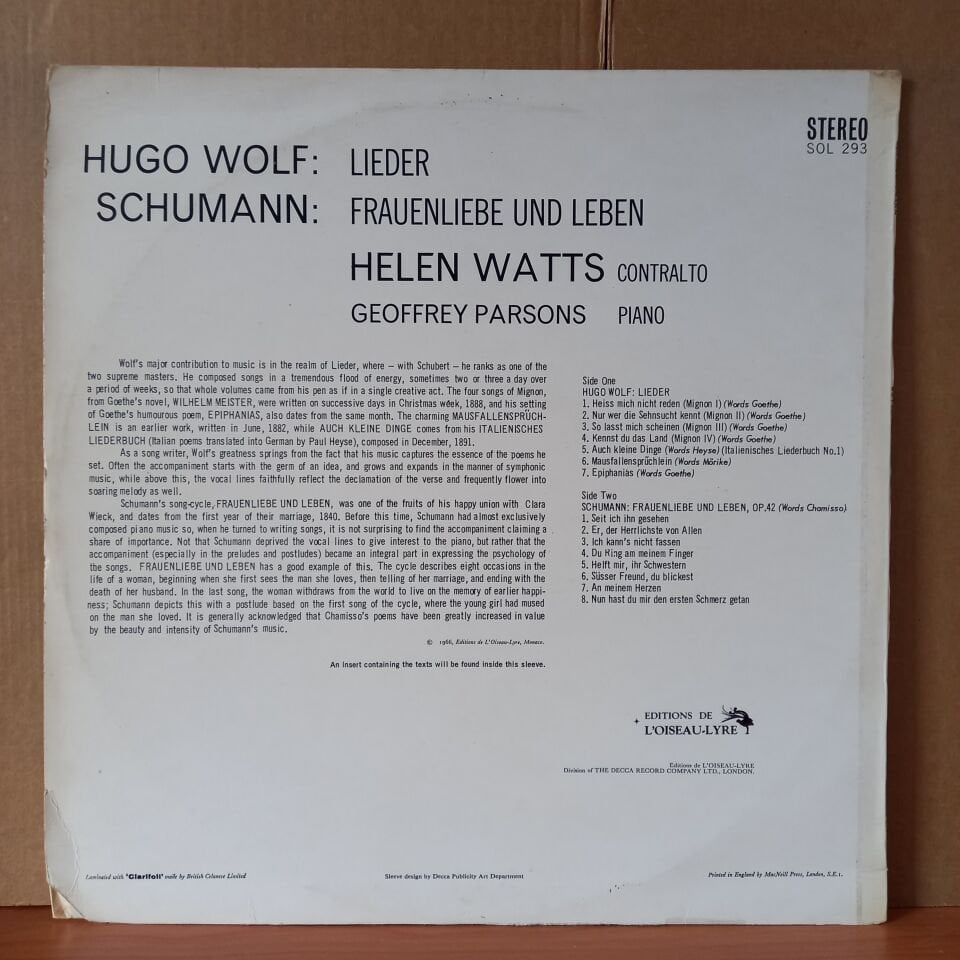 STEREO
SOL 293
HUGO WOLF: LIEDER
SCHUMANN: FRAUENLIEBE UND LEBEN
HELEN WATTS CONTRALTO
GEOFFREY PARSONS PIANO
Wolf's major contribution to music is in the realm of Lieder, where – with Schubert – he ranks as one of the
two supreme masters. He composed songs in a tremendous flood of energy, sometimes two or three a day over
a period of weeks, so that whole volumes came from his pen as if in a single creative act. The four songs of Mignon,
from Goethe's novel, WILHELM MEISTER, were written on successive days in Christmas week, 1888, and his setting
of Goethe's humourous poem, EPIPHANIAS, also dates from the same month. The charming MAUSFALLENSPRÜCH-
LEIN is an earlier work, written in June, 1882, while AUCH KLEINE DINGE comes from his ITALIENISCHES
LIEDERBUCH (Italian poems translated into German by Paul Heyse), composed in December, 1891.
As a song writer, Wolf's greatness springs from the fact that his music captures the essence of the poems he
set. Often the accompaniment starts with the germ of an idea, and grows and expands in the manner of symphonic
music, while above this, the vocal lines faithfully reflect the declamation of the verse and frequently flower into
soaring melody as well.
Schumann's song-cycle, FRAUENLIEBE UND LEBEN, was one of the fruits of his happy union with Clara
Wieck, and dates from the first year of their marriage, 1840. Before this time, Schumann had almost exclusively
composed piano music so, when he turned to writing songs, it is not surprising to find the accompaniment claiming a
share of importance. Not that Schumann deprived the vocal lines to give interest to the piano, but rather that the
accompaniment (especially in the preludes and postludes) became an integral part in expressing the psychology of
the songs. FRAUENLIEBE UND LEBEN has a good example of this. The cycle describes eight occasions in the
life of a woman, beginning when she first sees the man she loves, then telling of her marriage, and ending with the
death of her husband. In the last song, the woman withdraws from the world to live on the memory of earlier happi-
ness; Schumann depicts this with a postlude based on the first song of the cycle, where the young girl had mused
on the man she loved. It is generally acknowledged that Chamisso's poems have been greatly increased in value
by the beauty and intensity of Schumann's music.
© 1966, Editions de L'Oiseau-Lyre, Monaco.
An insert containing the texts will be found inside this sleeve.
Side One
HUGO WOLF: LIEDER
1. Heiss mich nicht reden (Mignon I) (Words Goethe)
2. Nur wer die Sehnsucht kennt (Mignon II) (Words Goethe)
3. So lasst mich scheinen (Mignon III) (Words Goethe)
4. Kennst du das Land (Mignon IV) (Words Goethe)
5. Auch kleine Dinge (Words Heyse) (Italienisches Liederbuch No.1)
6. Mausfallensprüchlein (Words Mörike)
7. Epiphanias (Words Goethe)
Side Two
SCHUMANN: FRAUENLIEBE UND LEBEN, OP.42 (Words Chamisso)
1. Seit ich ihn gesehen
2. Er, der Herrlichste von Allen
3. Ich kann's nicht fassen
4. Du Ring am meinem Finger
5. Helft mir, ihr Schwestern
6. Süsser Freund, du blickest
7. An meinem Herzen
8. Nun hast du mir den ersten Schmerz getan
EDITIONS DE
L'OISEAU-LYRE
Editions de L'OISEAU-LYRE
Division of THE DECCA RECORD COMPANY LTD., LONDON.
Laminated with 'Clarifoil' made by British Celanese Limited
Sleeve design by Decca Publicity Art Department
Printed in England by MacNeill Press, London, S.E.1.